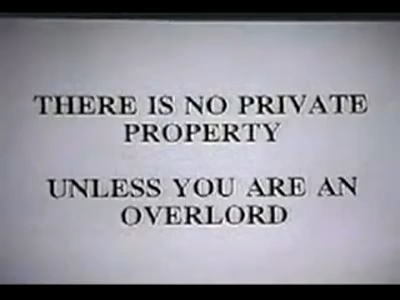 THERE IS NO PRIVATE
PROPERTY
UNLESS YOU ARE AN
OVERLORD